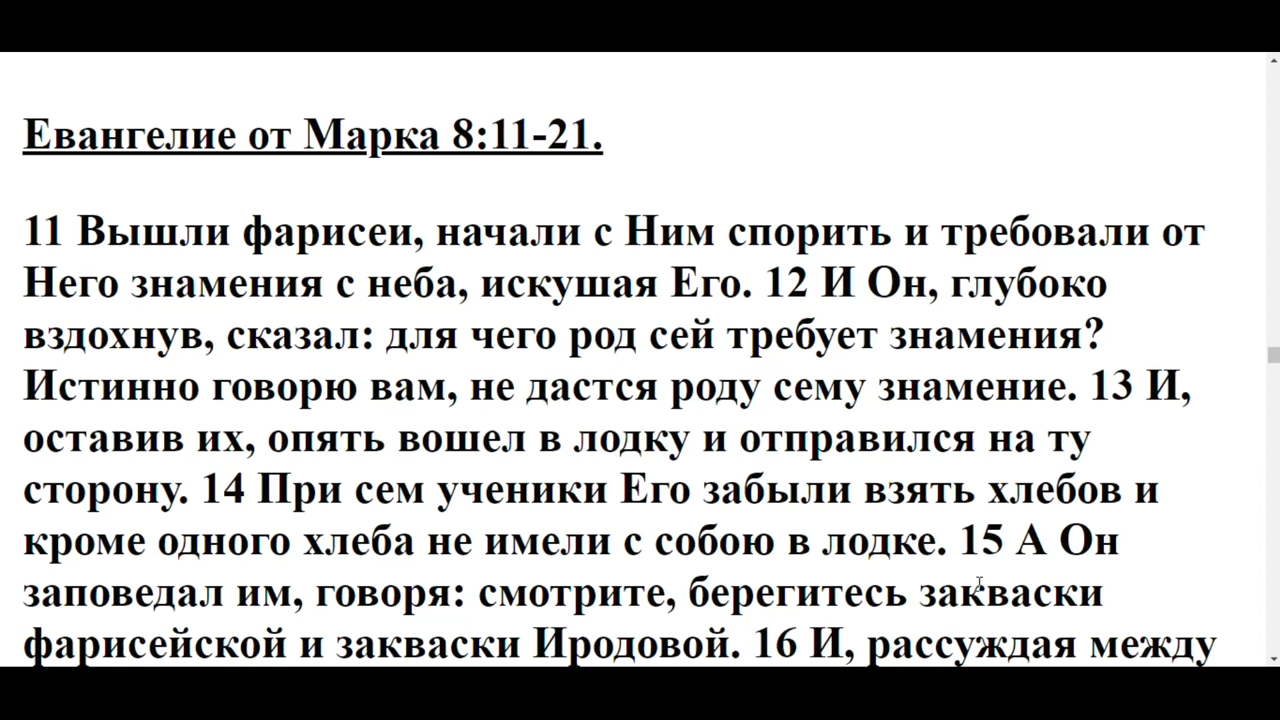 Евангелие от Марка 8:11-21.
11 Вышли фарисеи, начали с Ним спорить и требовали от
Него знамения с неба, искушая Его. 12 И Он, глубоко
вздохнув, сказал: для чего род сей требует знамения?
Истинно говорю вам, не дастся роду сему знамение. 13 И,
оставив их, опять вошел в лодку и отправился на ту
сторону. 14 При сем ученики Его забыли взять хлебов и
кроме одного хлеба не имели с собою в лодке. 15 А Он
заповедал им, говоря: смотрите, берегитесь закваски
фарисейской и закваски Иродовой. 16 И, рассуждая между